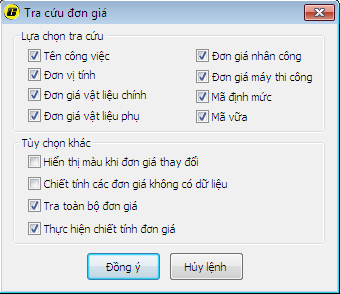 Tra cứu đơn giá
Lựa chọn tra cứu
Tên công việc
Đơn giá nhân công
Đơn vị tính
Đơn giá máy thi công
Đơn giá vật liệu chính
Mã định mức
Đơn giá vật liệu phụ
Mã vữa
Tùy chọn khác
Hiển thị màu khi đơn giá thay đổi
Chiết tính các đơn giá không có dữ liệu
Tra toàn bộ đơn giá
Thực hiện chiết tính đơn giá
Đồng ý
Hủy lệnh